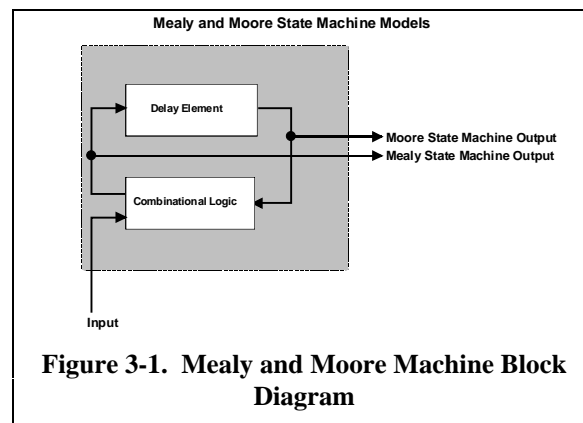 Mealy and Moore State Machine Models
Delay Element
Moore State Machine Output
Mealy State Machine Output
Combinational Logic
Input
Figure 3-1. Mealy and Moore Machine Block
Diagram